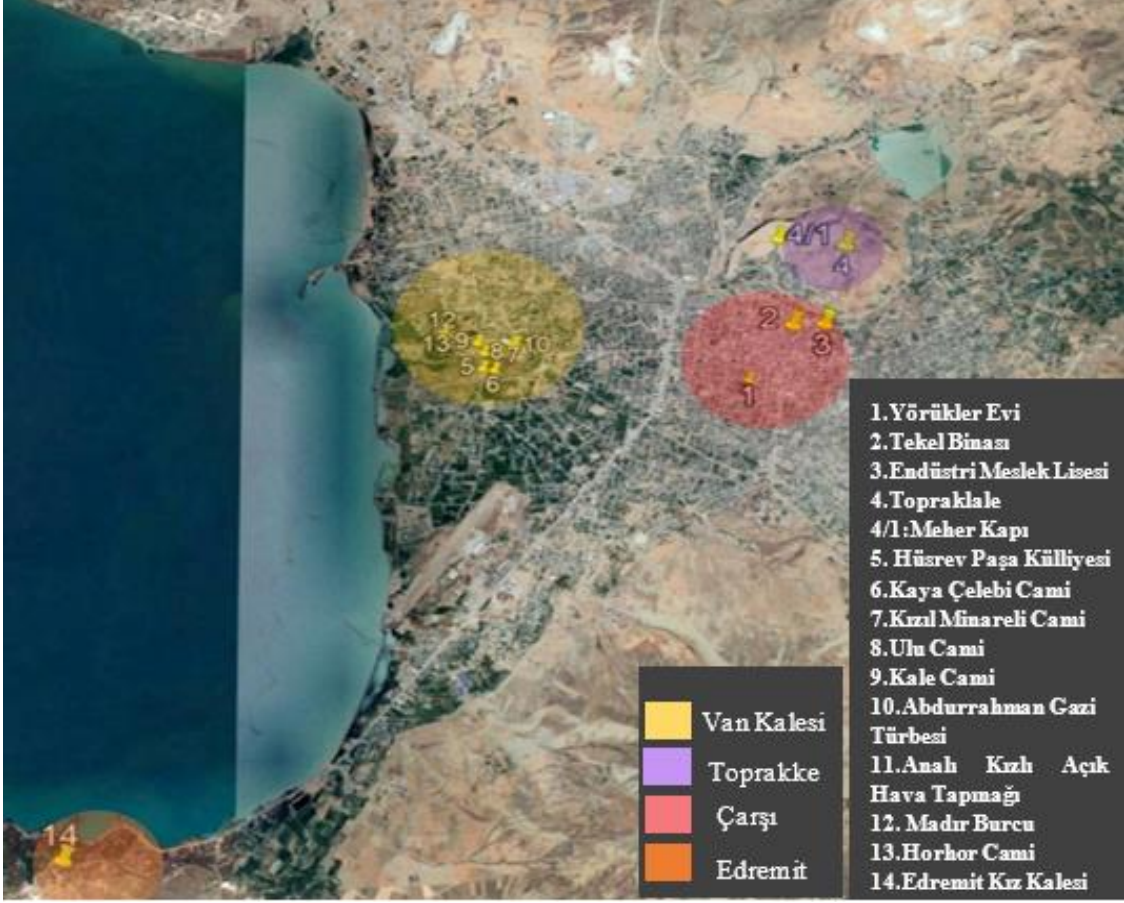 4/1
4
12
13
9
8
7
10
5
6
2
3
1
14
1.Yörükler Evi
2.Tekel Binası
3.Endüstri Meslek Lisesi
4.Topraklale
4/1:Meher Kapı
5. Hüsrev Paşa Külliyesi
6.Kaya Çelebi Cami
7.Kızıl Minareli Cami
8.Ulu Cami
9.Kale Cami
10.Abdurrahman Gazi
Türbesi
11.Analı Kızlı Açık
Hava Tapınağı
12. Madır Burcu
13.Horhor Cami
14.Edremit Kız Kalesi
Van Kalesi
Toprakke
Çarşı
Edremit